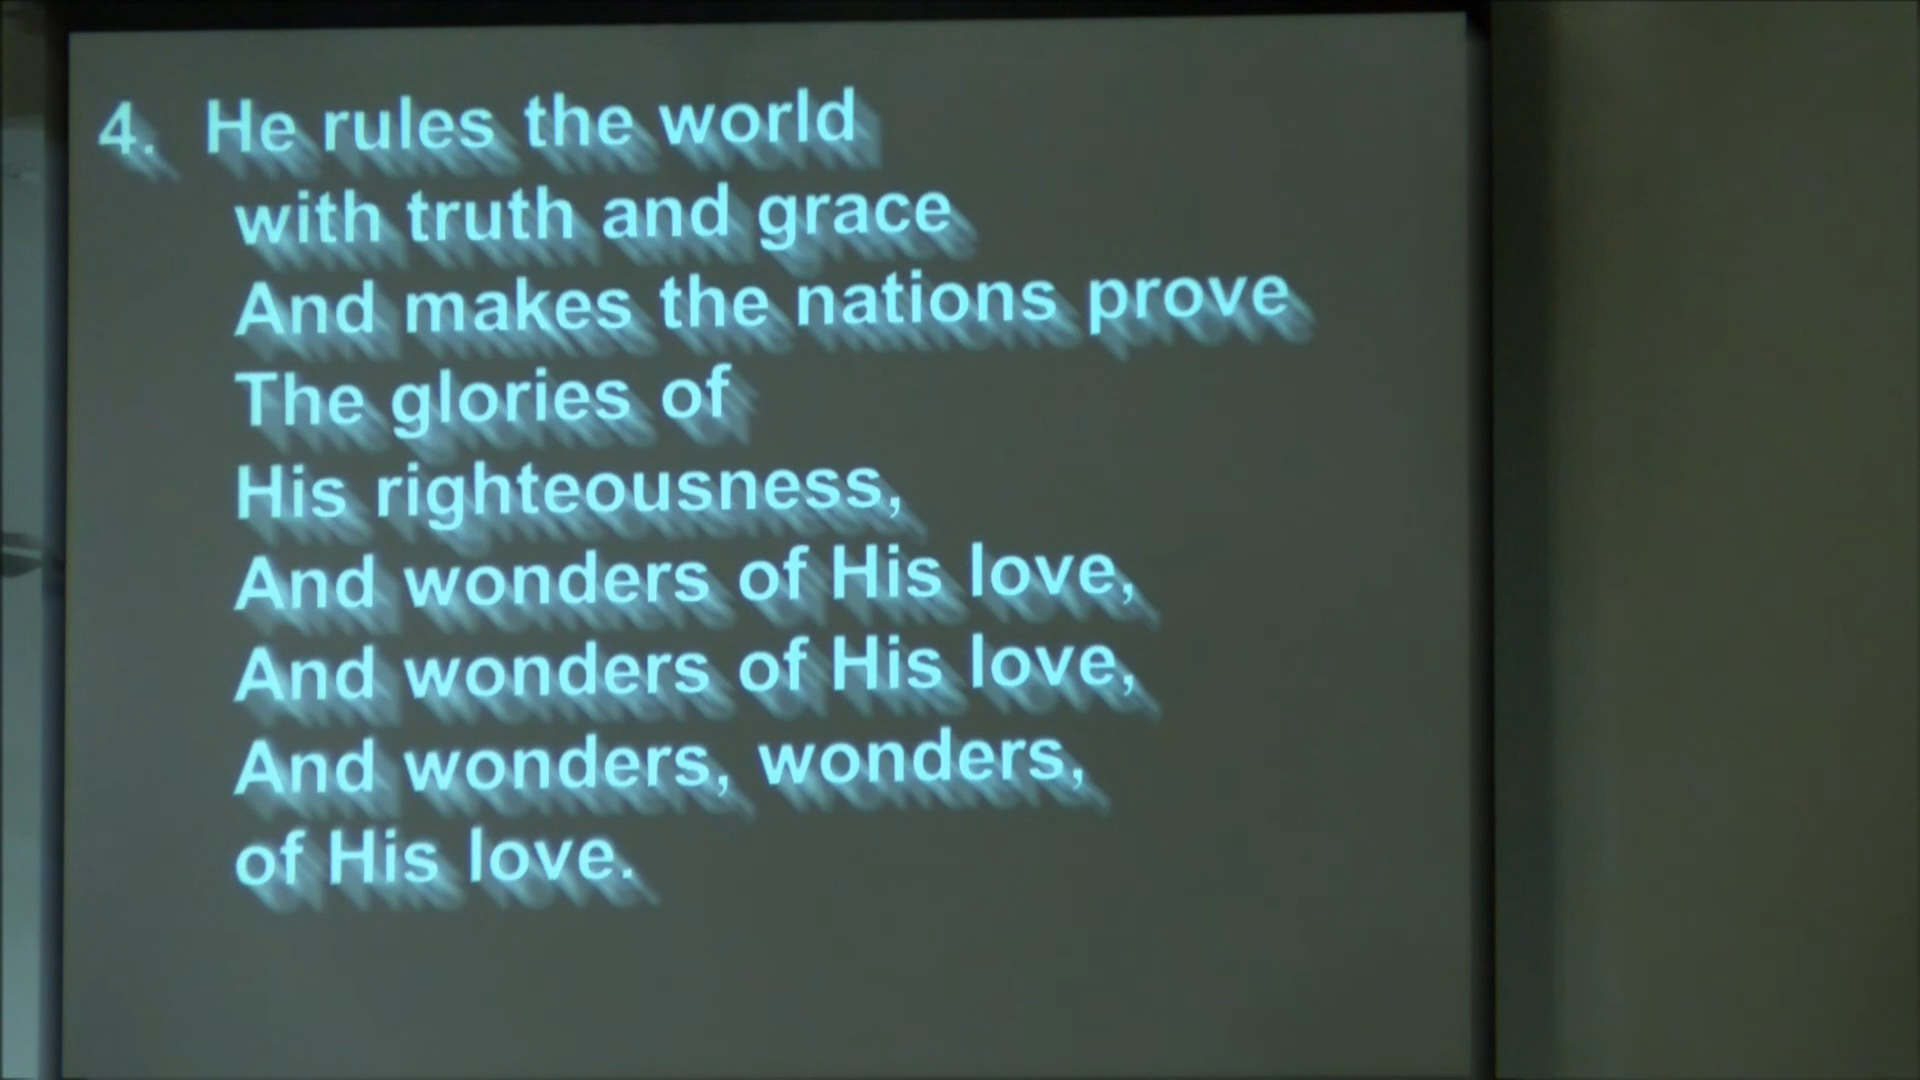 4. He rules the world
with truth and grace
And makes the nations prove
The glories of
His righteousness,
And wonders of His love,
And wonders of His love,
And wonders, wonders,
of His love.